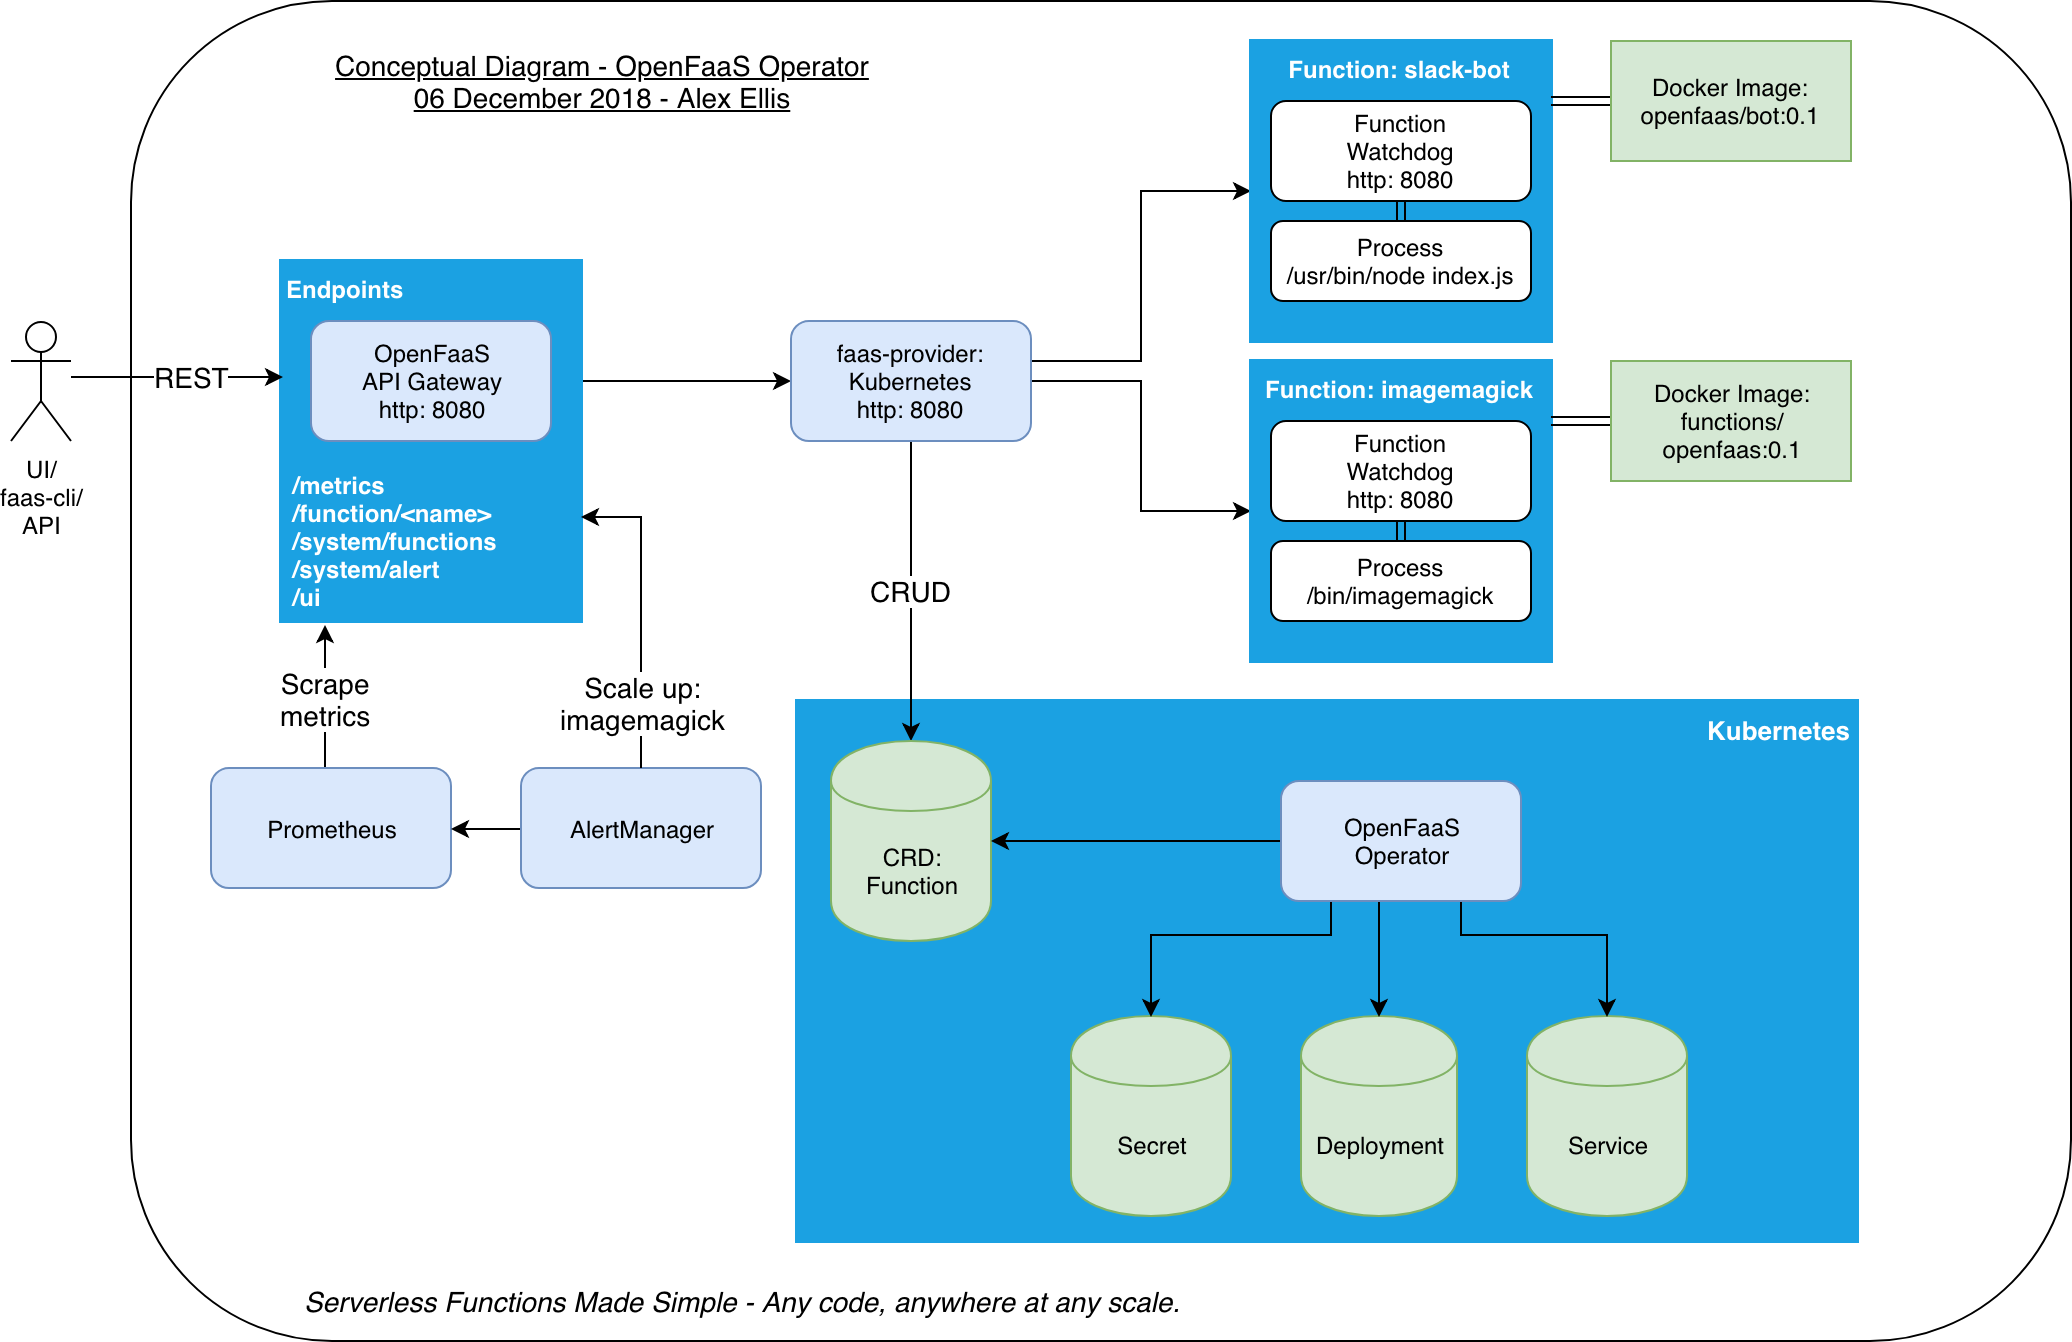 Conceptual Diagram - OpenFaaS Operator
06 December 2018 - Alex Ellis
UI/
faas-cli/
API
REST
Endpoints
OpenFaaS
API Gateway
http: 8080
/metrics
/function/<name>
/system/functions
/system/alert
/ui
Scrape
metrics
Scale up:
imagemagick
Prometheus
AlertManager
faas-provider:
Kubernetes
http: 8080
CRUD
Function: slack-bot
Function
Watchdog
http: 8080
Process
/usr/bin/node index.js
Docker Image:
openfaas/bot:0.1
Function: imagemagick
Function
Watchdog
http: 8080
Process
/bin/imagemagick
Docker Image:
functions/
openfaas:0.1
Kubernetes
CRD:
Function
OpenFaaS
Operator
Secret
Deployment
Service
Serverless Functions Made Simple - Any code, anywhere at any scale.